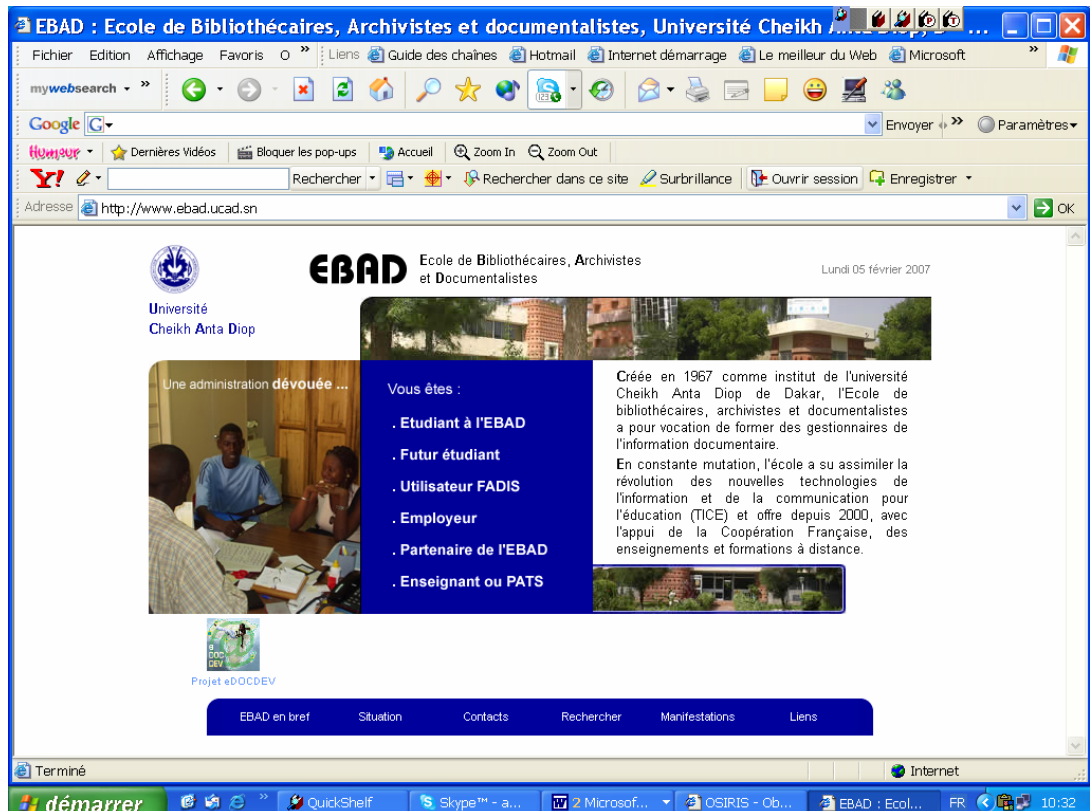 EBAD : Ecole de Bibliothécaires, Archivistes et documentalistes, Université Cheikh Anta Diop, D
Fichier Edition Affichage Favoris O » Liens Guide des chaînes Hotmail Internet démarrage Le meilleur du Web Microsoft »
mywebsearch »
Google G Envoyer » Paramètres
Humour Dernières Vidéos Bloquer les pop-ups Accueil Zoom In Zoom Out
Y! Rechercher Rechercher dans ce site Surbrillance Ouvrir session Enregistrer
Adresse http://www.ebad.ucad.sn OK
EBAD Ecole de Bibliothécaires, Archivistes
et Documentalistes
Lundi 05 février 2007
Université
Cheikh Anta Diop
Une administration dévouée ...
Vous êtes :
. Etudiant à l'EBAD
. Futur étudiant
. Utilisateur FADIS
. Employeur
. Partenaire de l'EBAD
. Enseignant ou PATS
Créée en 1967 comme institut de l'université
Cheikh Anta Diop de Dakar, l'Ecole de
bibliothécaires, archivistes et documentalistes
a pour vocation de former des gestionnaires de
l'information documentaire.
En constante mutation, l'école a su assimiler la
révolution des nouvelles technologies de
l'information et de la communication pour
l'éducation (TICE) et offre depuis 2000, avec
l'appui de la Coopération Française, des
enseignements et formations à distance.
e
DOC
DEV
Projet eDOCDEV
EBAD en bref Situation Contacts Rechercher Manifestations Liens
Terminé Internet
démarrer » QuickShelf Skype™ - a... 2 Microsof... OSIRIS - Ob... EBAD : Ecol... FR 10:32